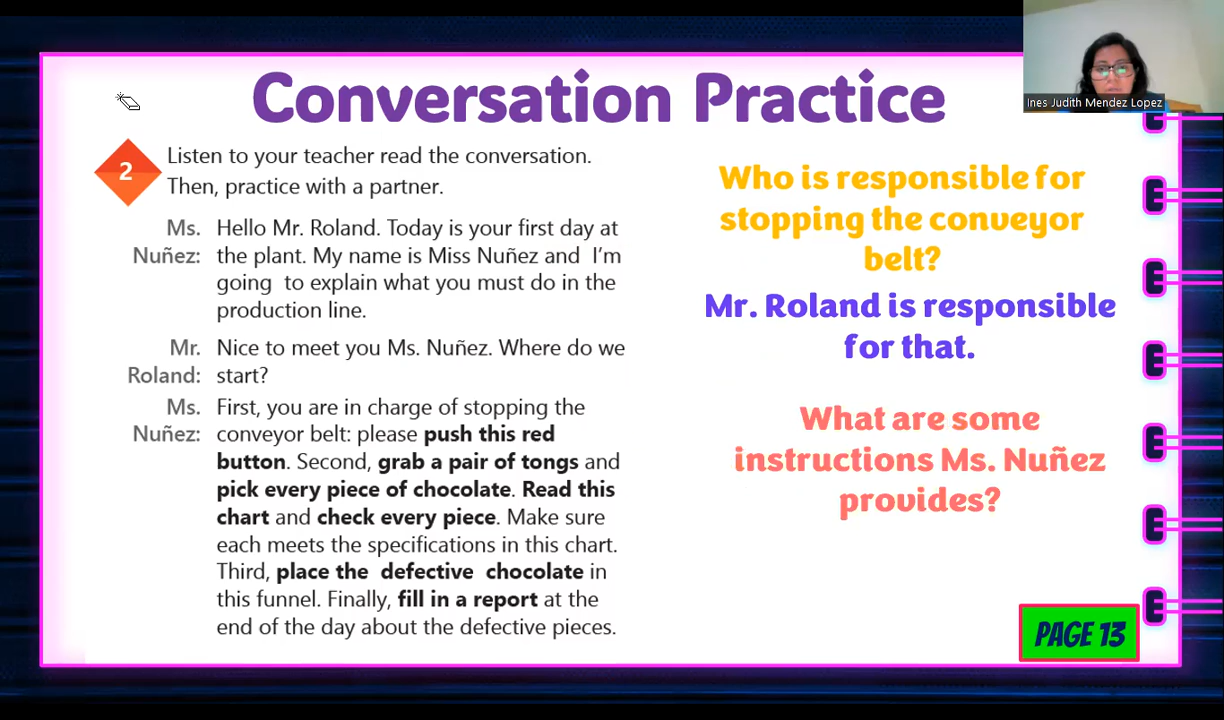 Conversation Practice
Ines Judith Mendez Lopez
2
Listen to your teacher read the conversation.
Then, practice with a partner.
Ms. Hello Mr. Roland. Today is your first day at
Nuñez: the plant. My name is Miss Nuñez and I'm
going to explain what you must do in the
production line.
Mr. Nice to meet you Ms. Nuñez. Where do we
Roland: start?
Ms. First, you are in charge of stopping the
Nuñez: conveyor belt: please push this red
button. Second, grab a pair of tongs and
pick every piece of chocolate. Read this
chart and check every piece. Make sure
each meets the specifications in this chart.
Third, place the defective chocolate in
this funnel. Finally, fill in a report at the
end of the day about the defective pieces.
Who is responsible for
stopping the conveyor
belt?
Mr. Roland is responsible
for that.
What are some
instructions Ms. Nuñez
provides?
PAGE 13